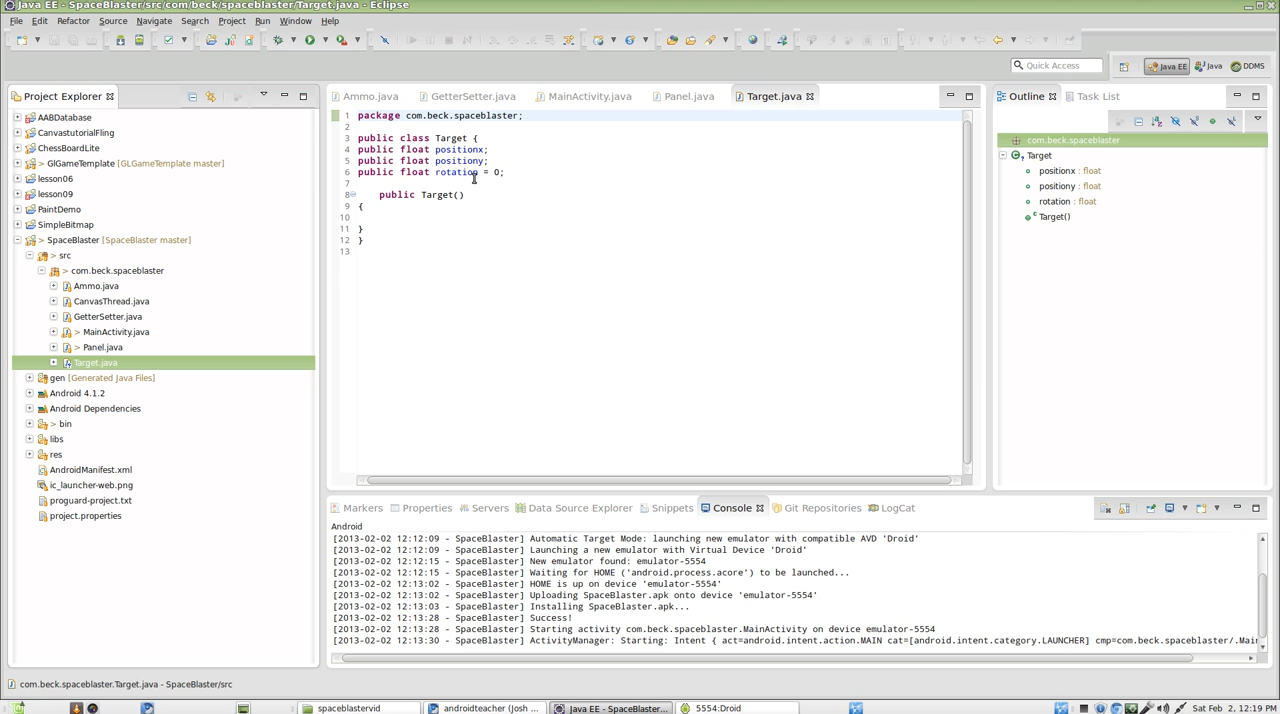 Java EE - SpaceBlaster/src/com/beck/spaceblaster/Target.java - Eclipse
File Edit Refactor Source Navigate Search Project Run Window Help
Quick Access
Java EE
Java
DDMS
Project Explorer
AABDatabase
CanvastutorialFling
ChessBoardLite
> GlGameTemplate [GLGameTemplate master]
lesson06
lesson09
PaintDemo
SimpleBitmap
> SpaceBlaster [SpaceBlaster master]
> src
> com.beck.spaceblaster
Ammo.java
CanvasThread.java
GetterSetter.java
> MainActivity.java
> Panel.java
Target.java
gen [Generated Java Files]
Android 4.1.2
Android Dependencies
> bin
libs
res
AndroidManifest.xml
ic_launcher-web.png
proguard-project.txt
project.properties
Ammo.java
GetterSetter.java
MainActivity.java
Panel.java
Target.java
1 package com.beck.spaceblaster;
2
3 public class Target {
4 public float positionx;
5 public float positiony;
6 public float rotation = 0;
7
8 public Target()
9 {
10
11 }
12 }
13
Outline
Task List
com.beck.spaceblaster
Target
positionx : float
positiony : float
rotation : float
Target()
Markers
Properties
Servers
Data Source Explorer
Snippets
Console
Git Repositories
LogCat
Android
[2013-02-02 12:12:09 - SpaceBlaster] Automatic Target Mode: launching new emulator with compatible AVD 'Droid'
[2013-02-02 12:12:09 - SpaceBlaster] Launching a new emulator with Virtual Device 'Droid'
[2013-02-02 12:12:15 - SpaceBlaster] New emulator found: emulator-5554
[2013-02-02 12:12:15 - SpaceBlaster] Waiting for HOME ('android.process.acore') to be launched...
[2013-02-02 12:13:02 - SpaceBlaster] HOME is up on device 'emulator-5554'
[2013-02-02 12:13:02 - SpaceBlaster] Uploading SpaceBlaster.apk onto device 'emulator-5554'
[2013-02-02 12:13:03 - SpaceBlaster] Installing SpaceBlaster.apk...
[2013-02-02 12:13:28 - SpaceBlaster] Success!
[2013-02-02 12:13:28 - SpaceBlaster] Starting activity com.beck.spaceblaster.MainActivity on device emulator-5554
[2013-02-02 12:13:30 - SpaceBlaster] ActivityManager: Starting: Intent { act=android.intent.action.MAIN cat=[android.intent.category.LAUNCHER] cmp=com.beck.spaceblaster/.Mai
com.beck.spaceblaster.Target.java - SpaceBlaster/src
spaceblastervid
androidteacher (Josh ...
Java EE - SpaceBlaster...
5554:Droid
Sat Feb 2, 12:19 PM